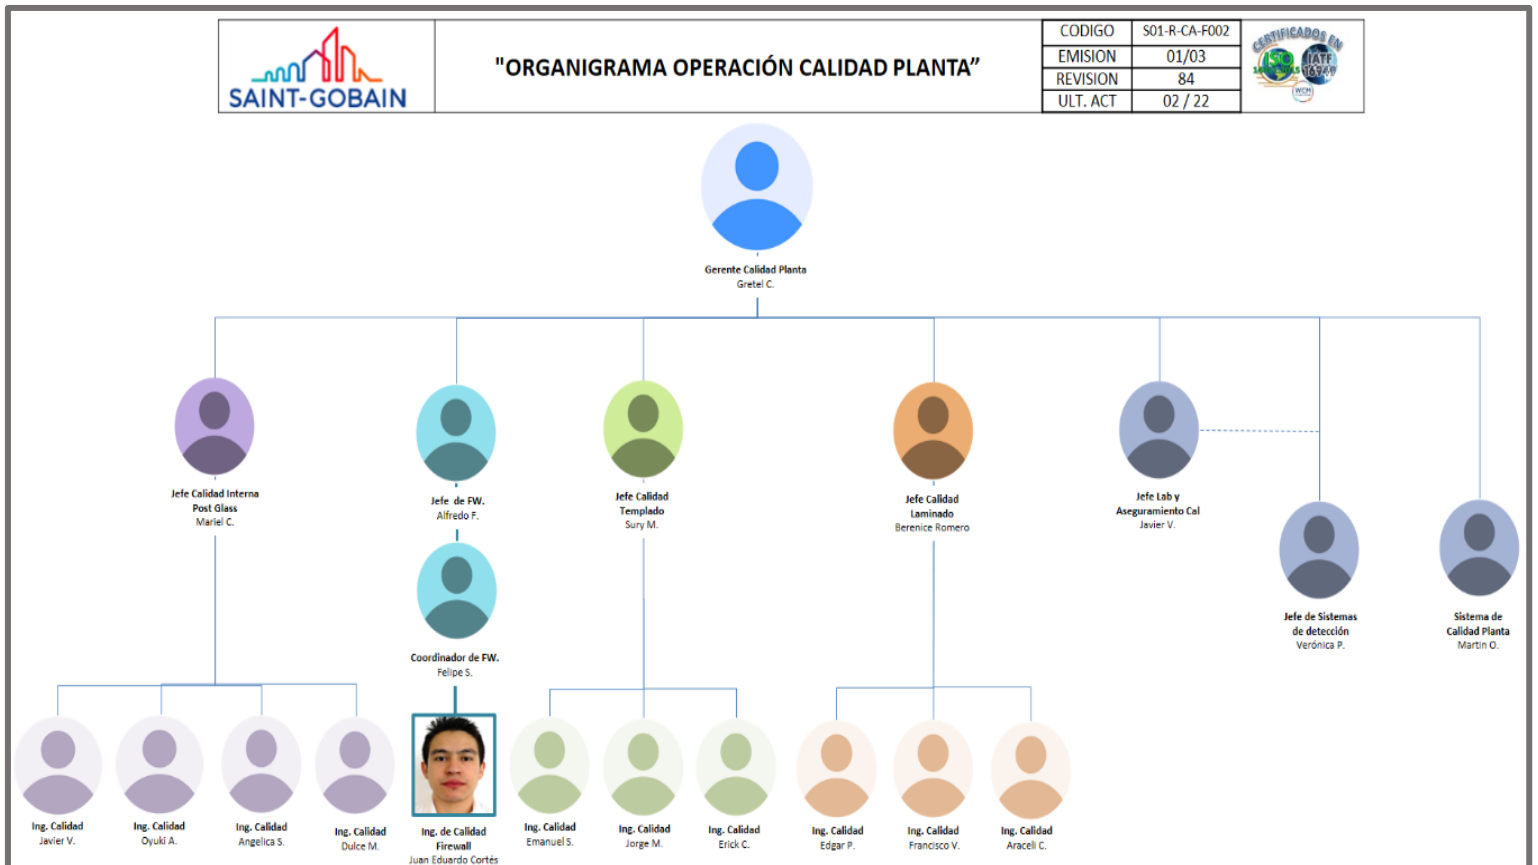 SAINT-GOBAIN
"ORGANIGRAMA OPERACIÓN CALIDAD PLANTA”
CODIGO S01-R-CA-F002
EMISION 01/03
REVISION 84
ULT. ACT 02 / 22
CERTIFICADOS EN
ISO
IATF
16949
WCM
Gerente Calidad Planta
Gretel C.
Jefe Calidad Interna
Post Glass
Mariel C.
Jefe de FW.
Alfredo F.
Jefe Calidad
Templado
Sury M.
Jefe Calidad
Laminado
Berenice Romero
Jefe Lab y
Aseguramiento Cal
Javier V.
Jefe de Sistemas
de detección
Verónica P.
Sistema de
Calidad Planta
Martin O.
Coordinador de FW.
Felipe S.
Ing. Calidad
Javier V.
Ing. Calidad
Oyuki A.
Ing. Calidad
Angelica S.
Ing. Calidad
Dulce M.
Ing. de Calidad
Firewall
Juan Eduardo Cortés
Ing. Calidad
Emanuel S.
Ing. Calidad
Jorge M.
Ing. Calidad
Erick C.
Ing. Calidad
Edgar P.
Ing. Calidad
Francisco V.
Ing. Calidad
Araceli C.